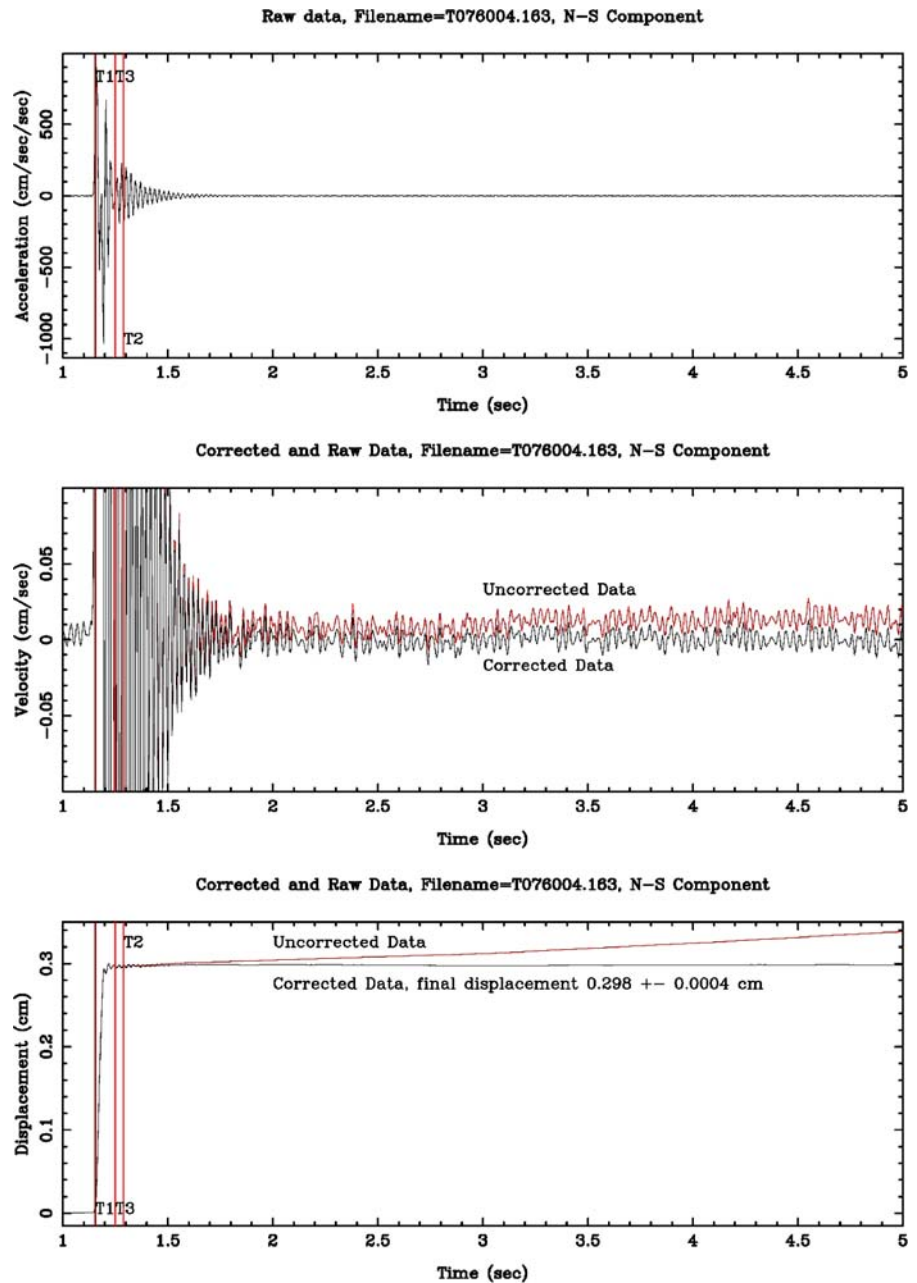 Raw data, Filename=T076004.163, N-S Component
Acceleration (cm/sec/sec)
500
0
-500
-1000
T1 T3
T2
1 1.5 2 2.5 3 3.5 4 4.5 5
Time (sec)
Corrected and Raw Data, Filename=T076004.163, N-S Component
Velocity (cm/sec)
0.05
0
-0.05
Uncorrected Data
Corrected Data
1 1.5 2 2.5 3 3.5 4 4.5 5
Time (sec)
Corrected and Raw Data, Filename=T076004.163, N-S Component
Displacement (cm)
0.3
0.2
0.1
0
T2
Uncorrected Data
Corrected Data, final displacement 0.298 +- 0.0004 cm
T1 T3
1 1.5 2 2.5 3 3.5 4 4.5 5
Time (sec)